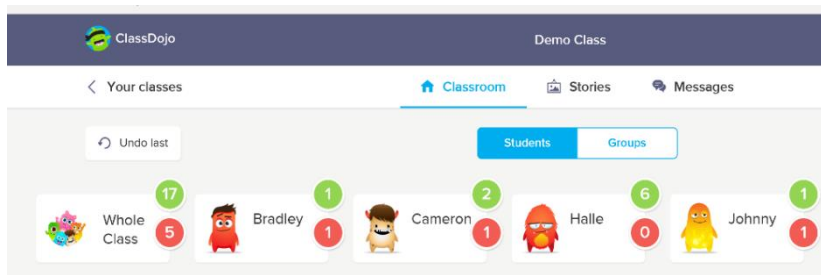 ClassDojo Demo Class
Your classes Classroom Stories Messages
Undo last Students Groups
17 1 2 6 1
Whole Class Bradley Cameron Halle Johnny
5 1 1 0 1